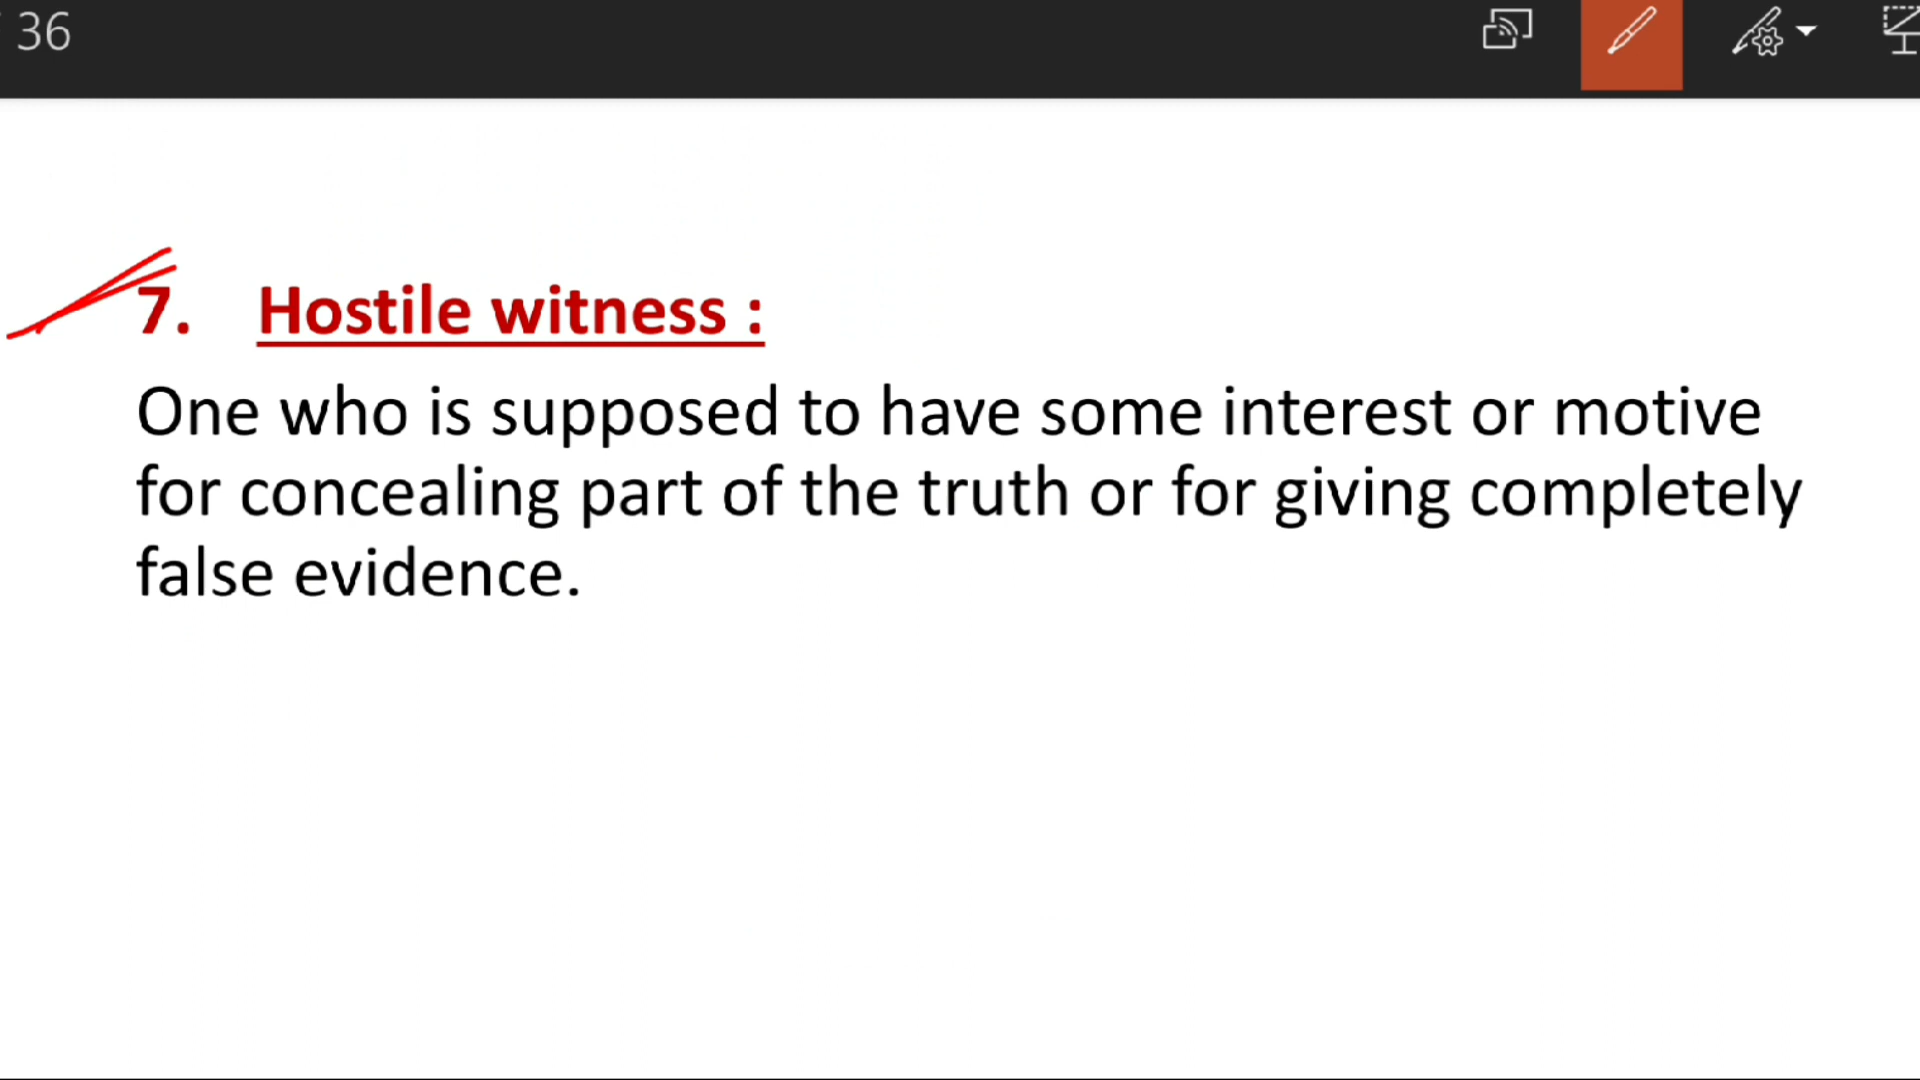 36
7. Hostile witness :
One who is supposed to have some interest or motive
for concealing part of the truth or for giving completely
false evidence.